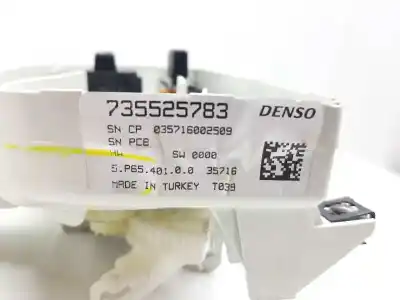 735525783 DENSO
SN CP 035716002509
SN PCB
HW SW 0000
S.P65.401.0.0 35716
MADE IN TURKEY T039